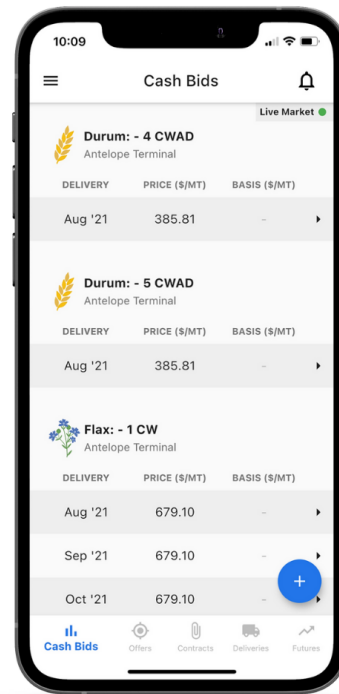 10:09
Cash Bids
Live Market
Durum: - 4 CWAD
Antelope Terminal
DELIVERY PRICE ($/MT) BASIS ($/MT)
Aug '21 385.81 -
Durum: - 5 CWAD
Antelope Terminal
DELIVERY PRICE ($/MT) BASIS ($/MT)
Aug '21 385.81 -
Flax: - 1 CW
Antelope Terminal
DELIVERY PRICE ($/MT) BASIS ($/MT)
Aug '21 679.10 -
Sep '21 679.10 -
Oct '21 679.10 -
+
Cash Bids Offers Contracts Deliveries Futures